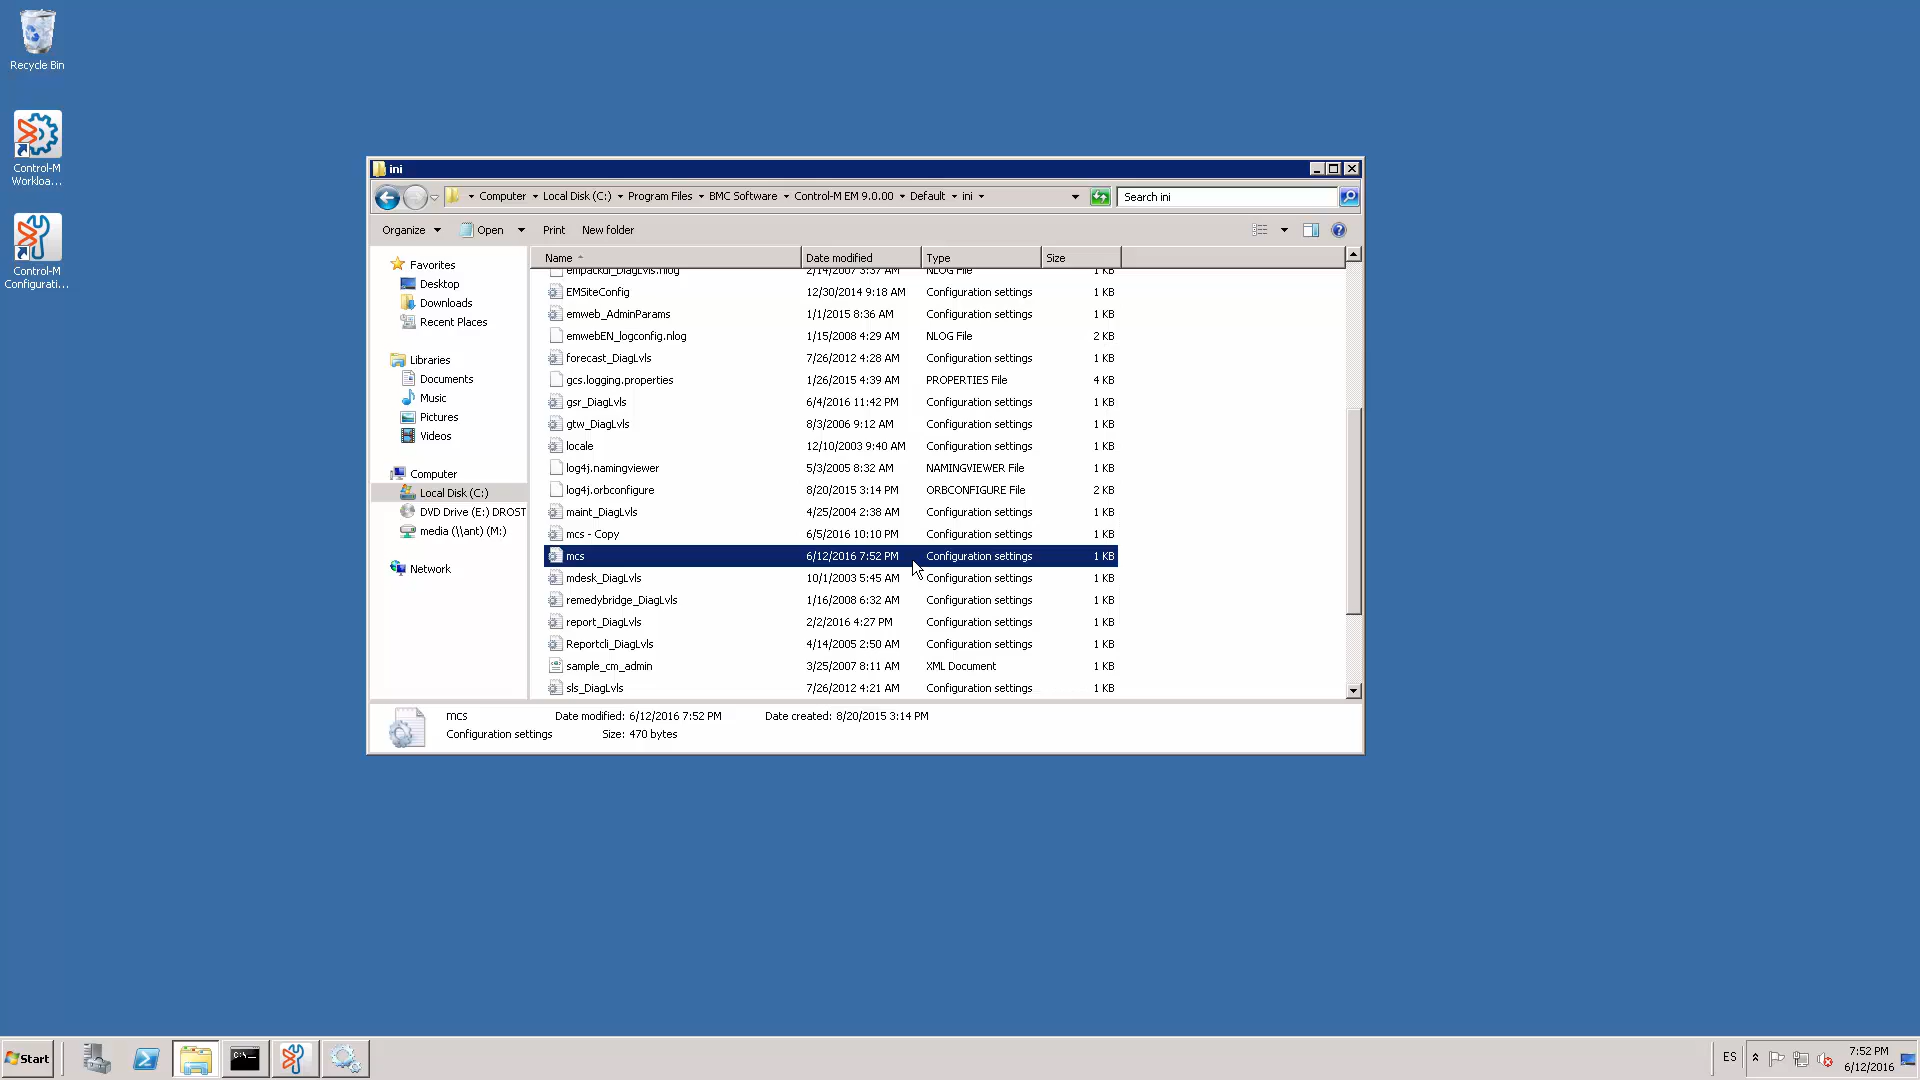 Recycle Bin
Control-M
Workloa...
Control-M
Configurati...
ini
Computer Local Disk (C:) Program Files BMC Software Control-M EM 9.0.00 Default ini
Search ini
Organize Open Print New folder
Favorites
Desktop
Downloads
Recent Places
Libraries
Documents
Music
Pictures
Videos
Computer
Local Disk (C:)
DVD Drive (E:) DROST
media (\\ant) (M:)
Network
Name Date modified Type Size
empackui_DiagLvls.nlog 2/14/2007 3:37 AM NLOG File 1 KB
EMSiteConfig 12/30/2014 9:18 AM Configuration settings 1 KB
emweb_AdminParams 1/1/2015 8:36 AM Configuration settings 1 KB
emwebEN_logconfig.nlog 1/15/2008 4:29 AM NLOG File 2 KB
forecast_DiagLvls 7/26/2012 4:28 AM Configuration settings 1 KB
gcs.logging.properties 1/26/2015 4:39 AM PROPERTIES File 4 KB
gsr_DiagLvls 6/4/2016 11:42 PM Configuration settings 1 KB
gtw_DiagLvls 8/3/2006 9:12 AM Configuration settings 1 KB
locale 12/10/2003 9:40 AM Configuration settings 1 KB
log4j.namingviewer 5/3/2005 8:32 AM NAMINGVIEWER File 1 KB
log4j.orbconfigure 8/20/2015 3:14 PM ORBCONFIGURE File 2 KB
maint_DiagLvls 4/25/2004 2:38 AM Configuration settings 1 KB
mcs - Copy 6/5/2016 10:10 PM Configuration settings 1 KB
mcs 6/12/2016 7:52 PM Configuration settings 1 KB
mdesk_DiagLvls 10/1/2003 5:45 AM Configuration settings 1 KB
remedybridge_DiagLvls 1/16/2008 6:32 AM Configuration settings 1 KB
report_DiagLvls 2/2/2016 4:27 PM Configuration settings 1 KB
Reportcli_DiagLvls 4/14/2005 2:50 AM Configuration settings 1 KB
sample_cm_admin 3/25/2007 8:11 AM XML Document 1 KB
sls_DiagLvls 7/26/2012 4:21 AM Configuration settings 1 KB
mcs Date modified: 6/12/2016 7:52 PM Date created: 8/20/2015 3:14 PM
Configuration settings Size: 470 bytes
Start
C:\
ES
7:52 PM
6/12/2016